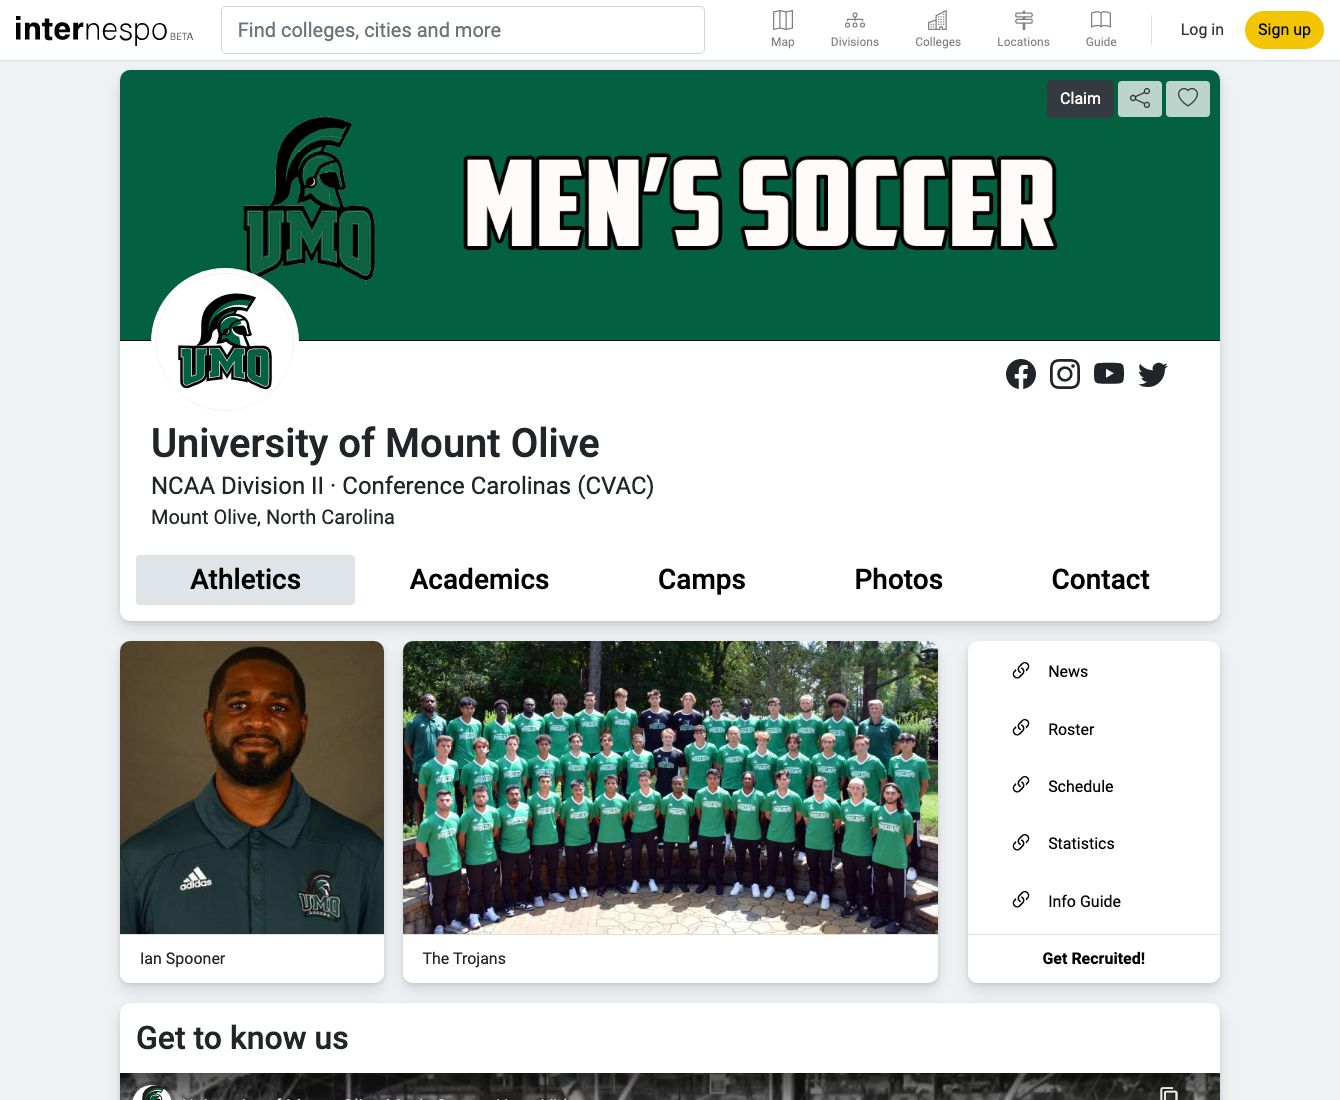 internespo BETA
Find colleges, cities and more
Map
Divisions
Colleges
Locations
Guide
Log in
Sign up
Claim
UMO
MEN'S SOCCER
UMO
University of Mount Olive
NCAA Division II · Conference Carolinas (CVAC)
Mount Olive, North Carolina
Athletics
Academics
Camps
Photos
Contact
adidas
UMO
SOCCER
Ian Spooner
The Trojans
News
Roster
Schedule
Statistics
Info Guide
Get Recruited!
Get to know us